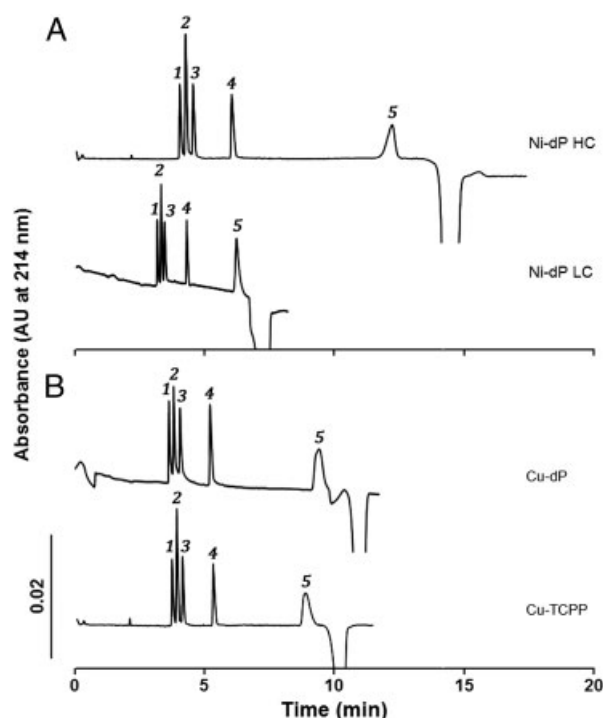 A
2
1 3 4 5
Ni-dP HC
2
1 3 4 5
Ni-dP LC
Absorbance (AU at 214 nm)
B
2
1 3 4 5
Cu-dP
2
1 3 4 5
Cu-TCPP
0.02
0 5 10 15 20
Time (min)